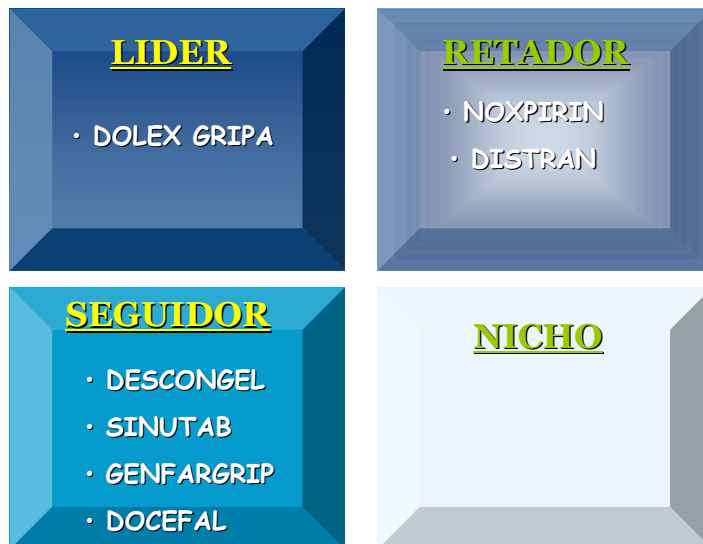 LIDER
• DOLEX GRIPA
RETADOR
• NOXPIRIN
• DISTRAN
SEGUIDOR
• DESCONGEL
• SINUTAB
• GENFARGRIP
• DOCEFAL
NICHO